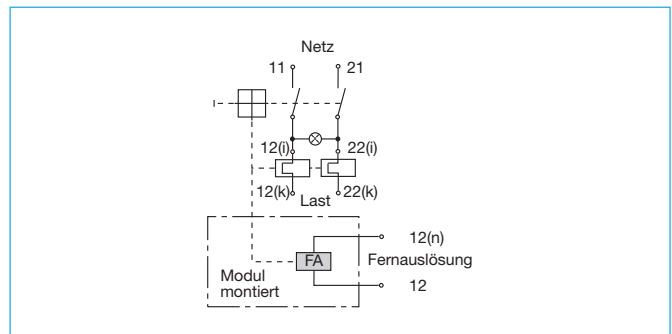 Netz
11 21
12(i) 22(i)
12(k) 22(k)
Last
12(n)
FA Fernauslösung
Modul
montiert
12